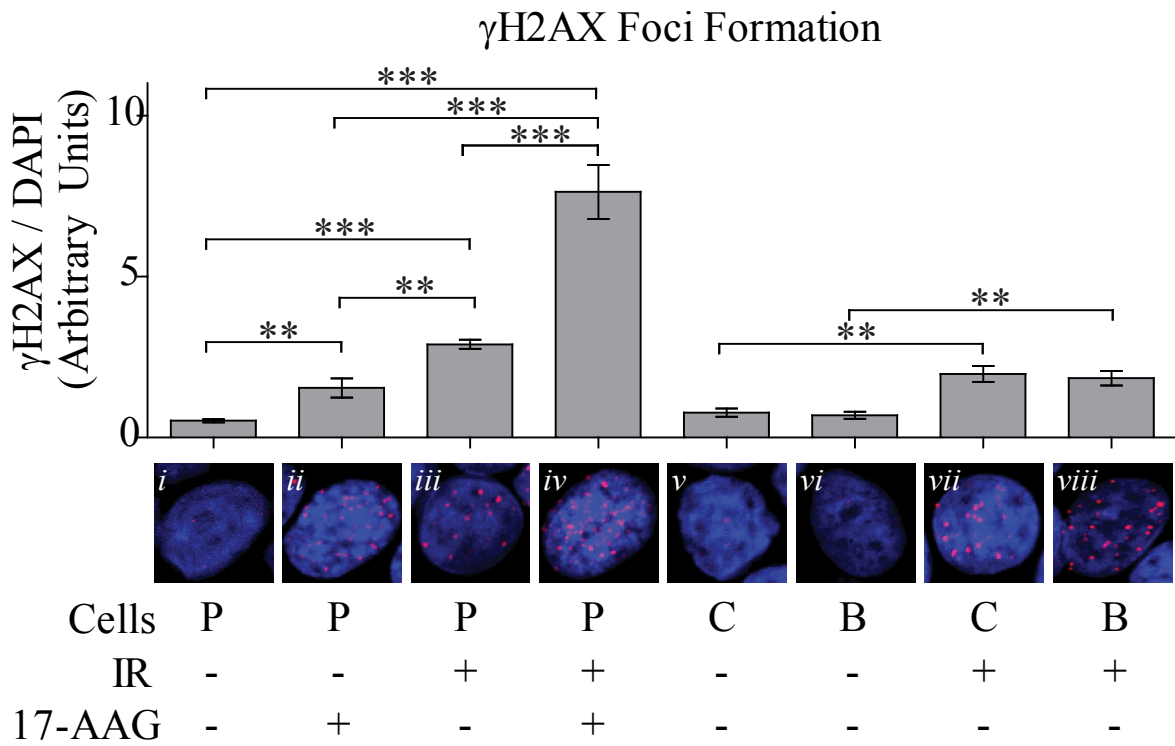 γH2AX Foci Formation
γH2AX / DAPI
(Arbitrary Units)
10
5
0
***
***
***
***
**
**
**
**
i ii iii iv v vi vii viii
Cells P P P P C B C B
IR - - + + - - + +
17-AAG - + - + - - - -